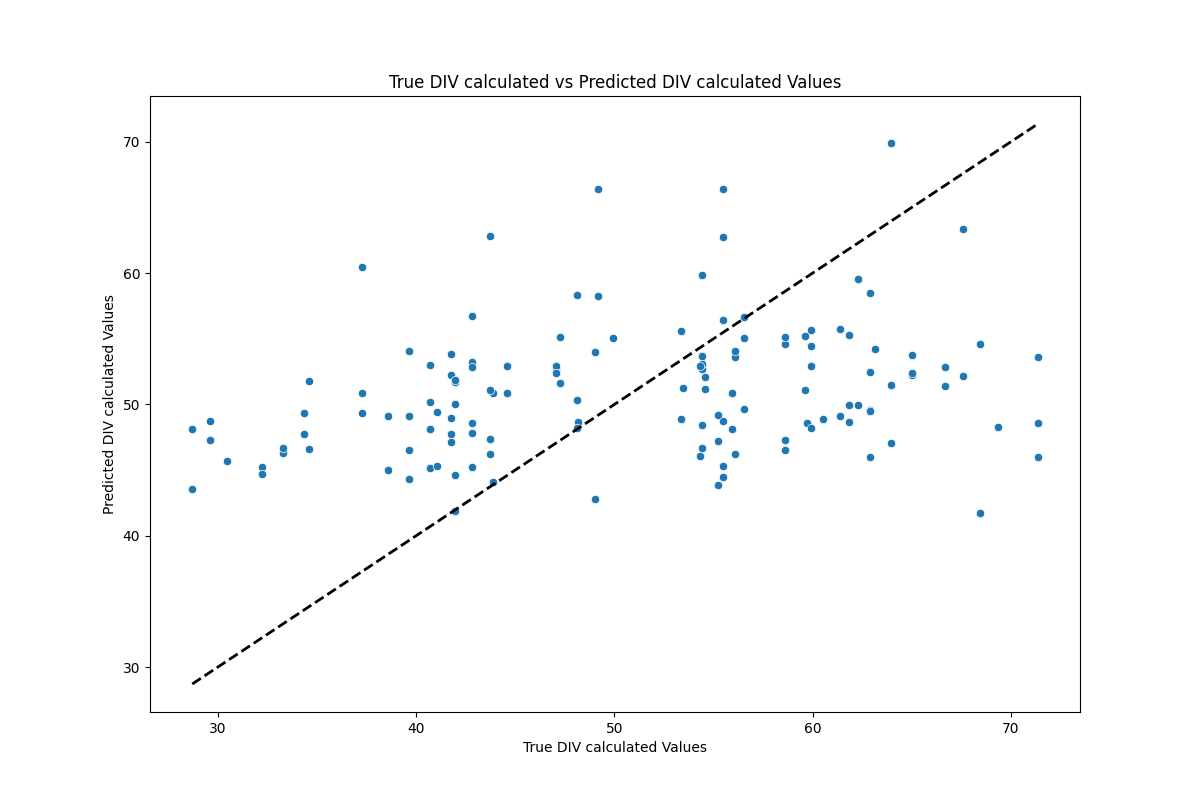 True DIV calculated vs Predicted DIV calculated Values
70
60
50
40
30
Predicted DIV calculated Values
30 40 50 60 70
True DIV calculated Values